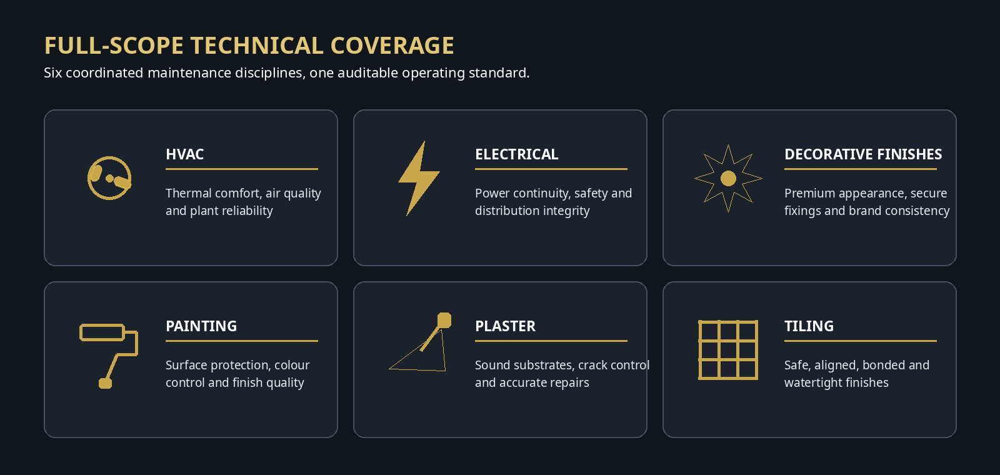 FULL-SCOPE TECHNICAL COVERAGE
Six coordinated maintenance disciplines, one auditable operating standard.
HVAC
Thermal comfort, air quality
and plant reliability
ELECTRICAL
Power continuity, safety and
distribution integrity
DECORATIVE FINISHES
Premium appearance, secure
fixings and brand consistency
PAINTING
Surface protection, colour
control and finish quality
PLASTER
Sound substrates, crack control
and accurate repairs
TILING
Safe, aligned, bonded and
watertight finishes